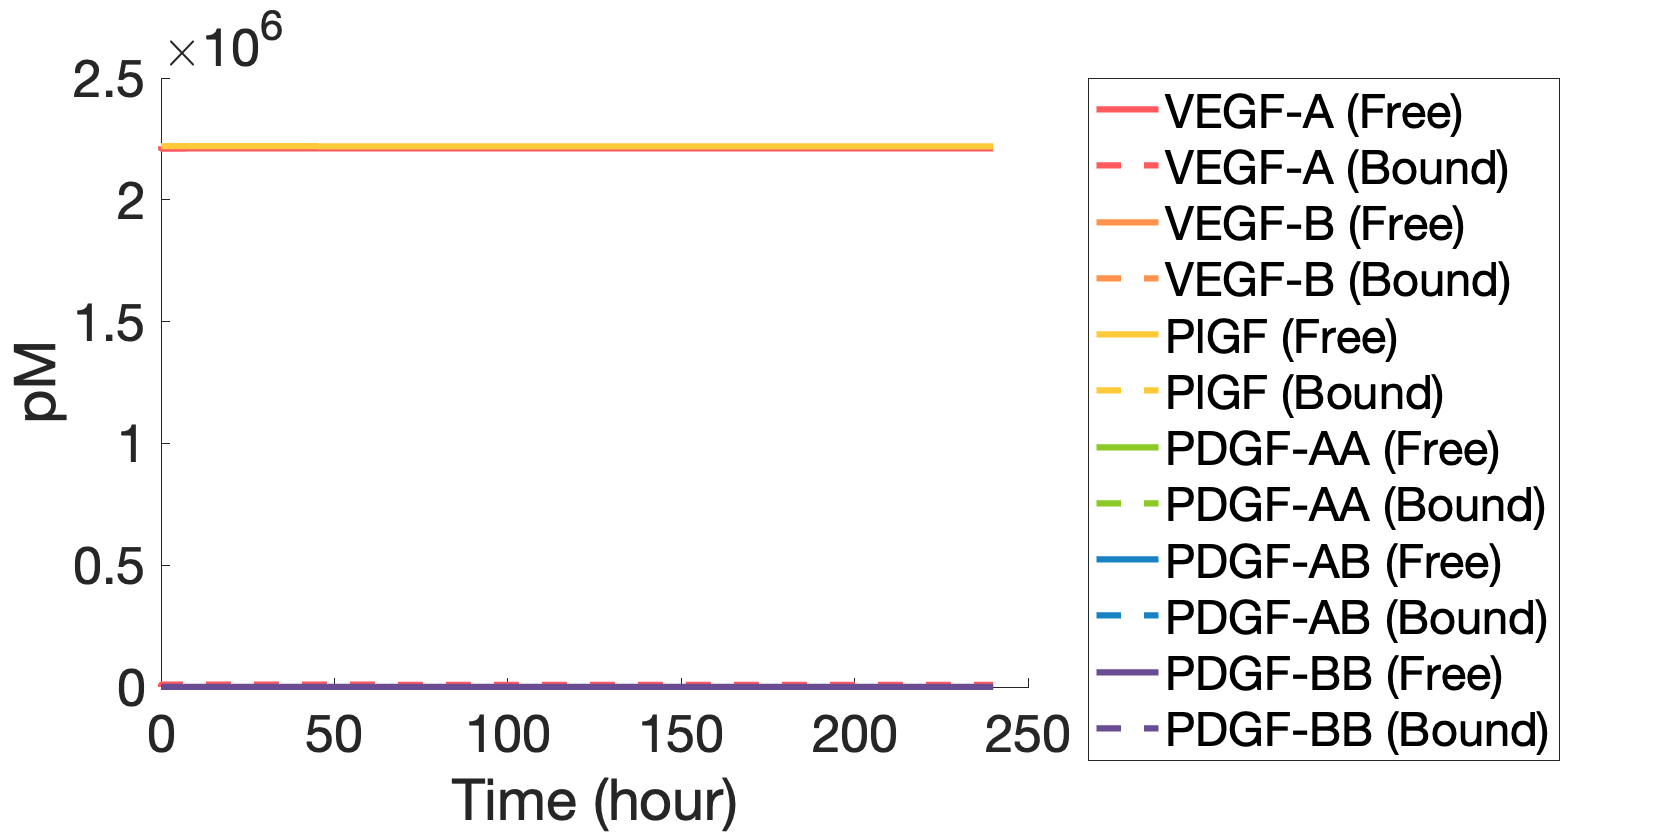 ×10^6
2.5
2
1.5
1
0.5
0
pM
0 50 100 150 200 250
Time (hour)
VEGF-A (Free)
VEGF-A (Bound)
VEGF-B (Free)
VEGF-B (Bound)
PlGF (Free)
PlGF (Bound)
PDGF-AA (Free)
PDGF-AA (Bound)
PDGF-AB (Free)
PDGF-AB (Bound)
PDGF-BB (Free)
PDGF-BB (Bound)